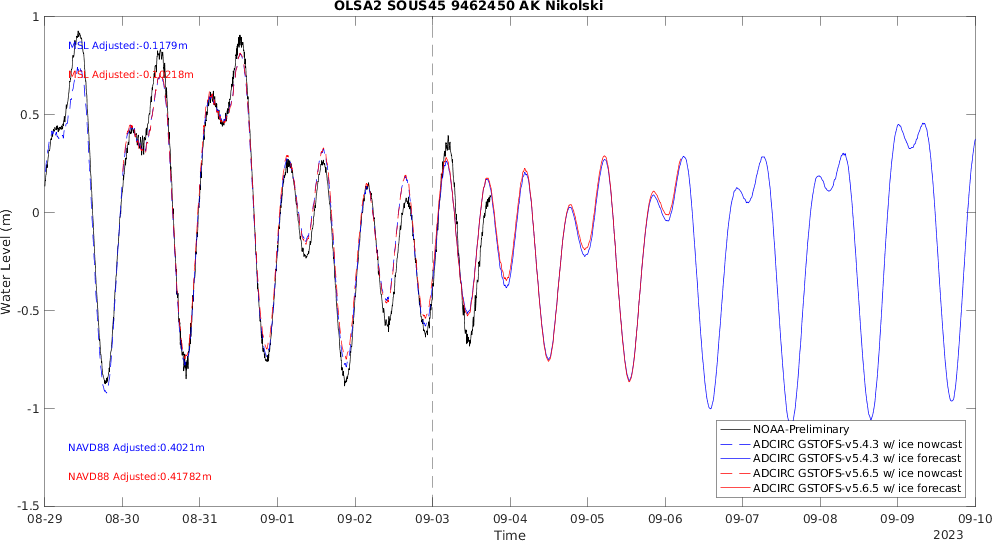 OLSA2 SOUS45 9462450 AK Nikolski
MSL Adjusted:-0.1179m
MSL Adjusted:-0.10218m
NAVD88 Adjusted:0.4021m
NAVD88 Adjusted:0.41782m
Water Level (m)
1
0.5
0
-0.5
-1
-1.5
NOAA-Preliminary
ADCIRC GSTOFS-v5.4.3 w/ ice nowcast
ADCIRC GSTOFS-v5.4.3 w/ ice forecast
ADCIRC GSTOFS-v5.6.5 w/ ice nowcast
ADCIRC GSTOFS-v5.6.5 w/ ice forecast
08-29 08-30 08-31 09-01 09-02 09-03 09-04 09-05 09-06 09-07 09-08 09-09 09-10
Time
2023